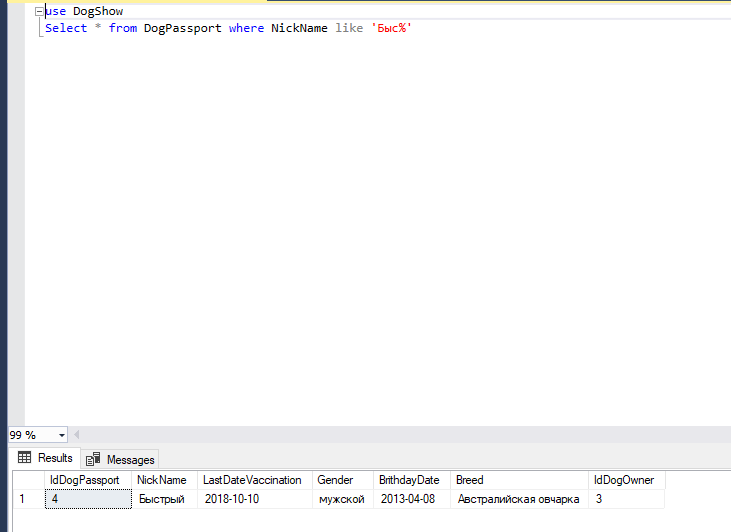 use DogShow
Select * from DogPassport where NickName like 'Быс%'
99 %
Results Messages
IdDogPassport NickName LastDateVaccination Gender BrithdayDate Breed IdDogOwner
1 4 Быстрый 2018-10-10 мужской 2013-04-08 Австралийская овчарка 3